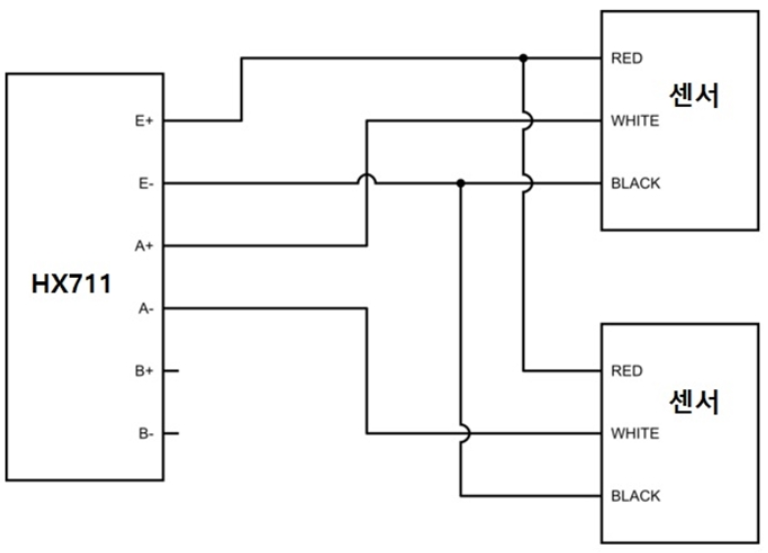 HX711
E+
E-
A+
A-
B+
B-
RED
센서
WHITE
BLACK
RED
센서
WHITE
BLACK